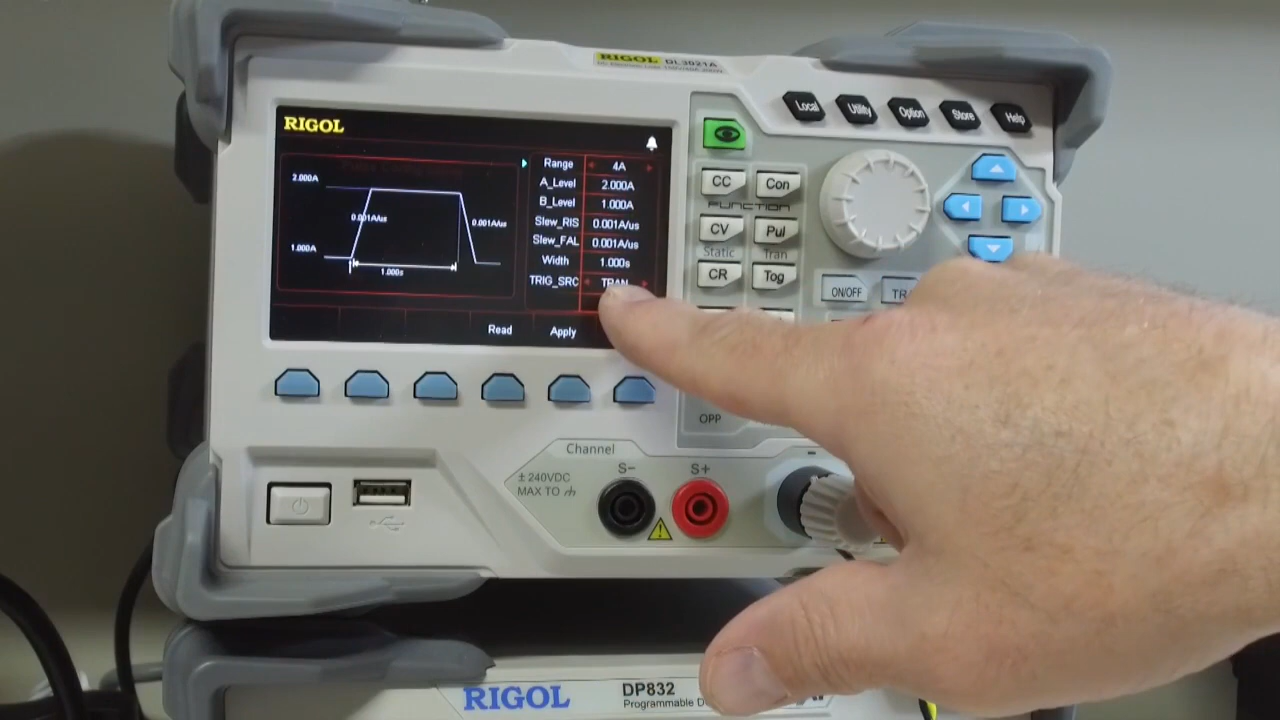 RIGOL DL3021A
Local
Utility
Option
Store
Help
RIGOL
2.000A
0.001A/us
0.001A/us
1.000A
1.000s
Range 4A
A_Level 2.000A
B_Level 1.000A
Slew_RIS 0.001A/us
Slew_FAL 0.001A/us
Width 1.000s
TRIG_SRC TRAN
Read
Apply
CC
Con
FUNCTION
CV
Pul
Static
Tran
CR
Tog
ON/OFF
OPP
Channel
± 240VDC
MAX TO
S-
S+
RIGOL
DP832
Programmable